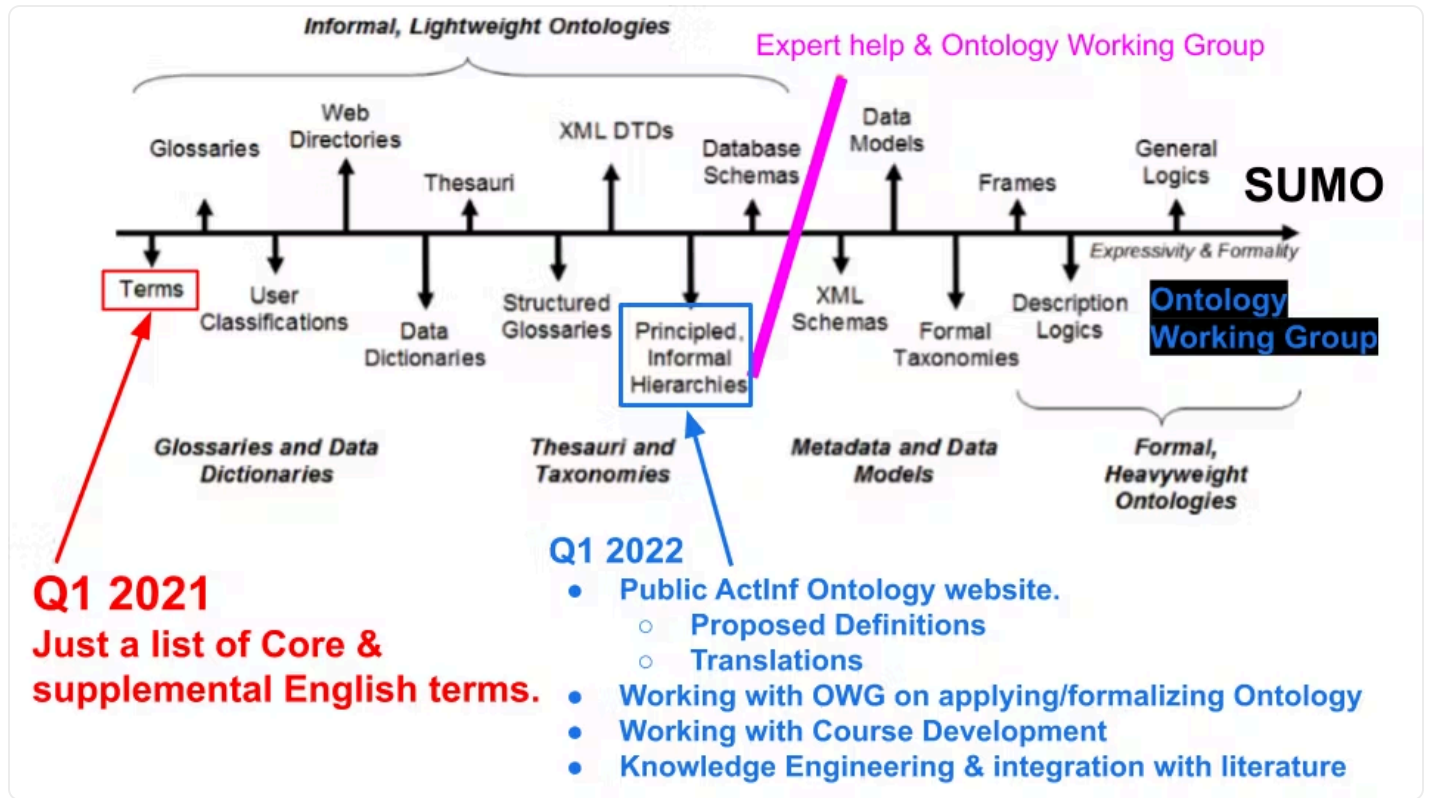 Informal, Lightweight Ontologies
Expert help & Ontology Working Group
Glossaries
Web
Directories
Thesauri
XML DTDs
Database
Schemas
Data
Models
Frames
General
Logics
SUMO
Expressivity & Formality
Terms
User
Classifications
Data
Dictionaries
Structured
Glossaries
Principled,
Informal
Hierarchies
XML
Schemas
Formal
Taxonomies
Description
Logics
Ontology
Working Group
Glossaries and Data
Dictionaries
Thesauri and
Taxonomies
Metadata and Data
Models
Formal,
Heavyweight
Ontologies
Q1 2021
Just a list of Core &
supplemental English terms.
Q1 2022
● Public ActInf Ontology website.
○ Proposed Definitions
○ Translations
● Working with OWG on applying/formalizing Ontology
● Working with Course Development
● Knowledge Engineering & integration with literature